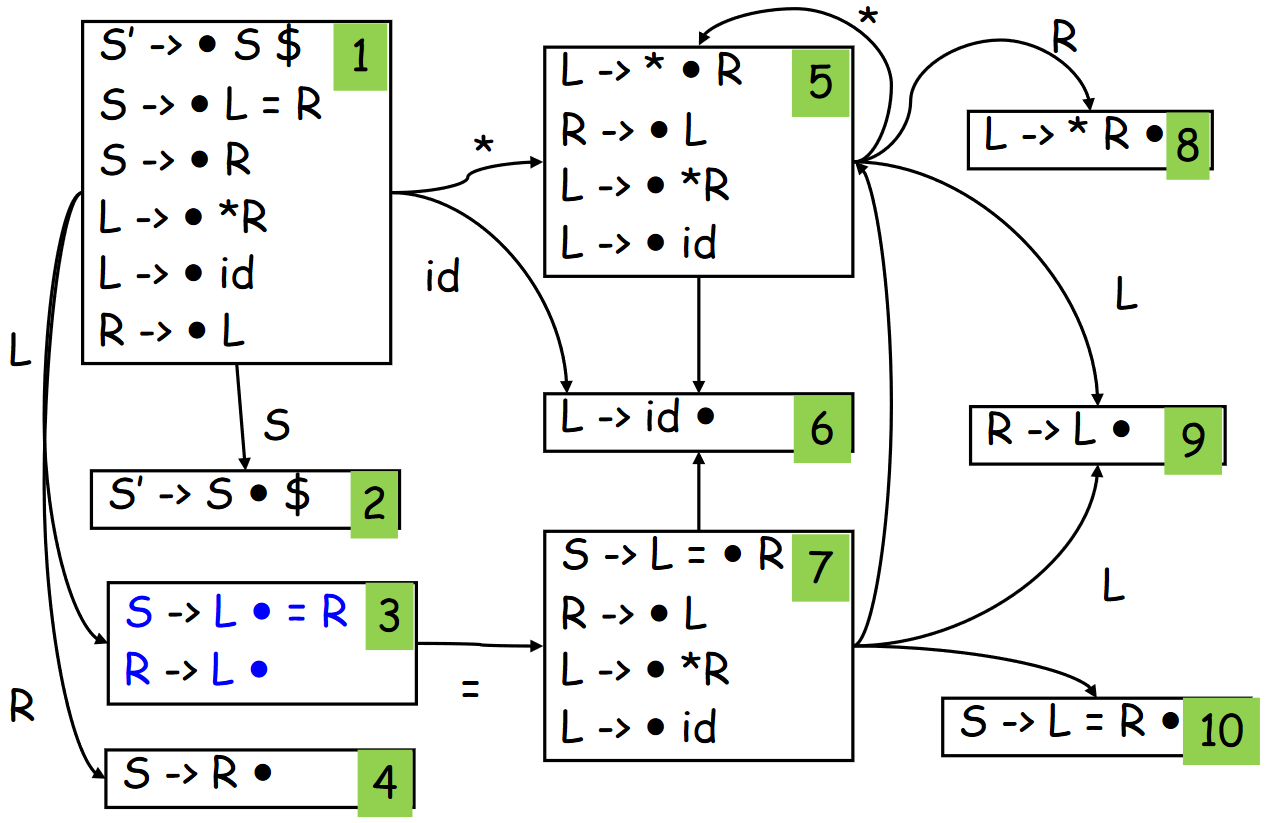 S' -> • S $
1
S -> • L = R
S -> • R
L -> • *R
L -> • id
R -> • L
*
id
L
S
R
S' -> S • $
2
S -> L • = R
3
R -> L •
=
S -> R •
4
L -> * • R
5
R -> • L
L -> • *R
L -> • id
*
R
L -> * R •
8
L
L -> id •
6
R -> L •
9
S -> L = • R
7
R -> • L
L -> • *R
L -> • id
L
S -> L = R •
10